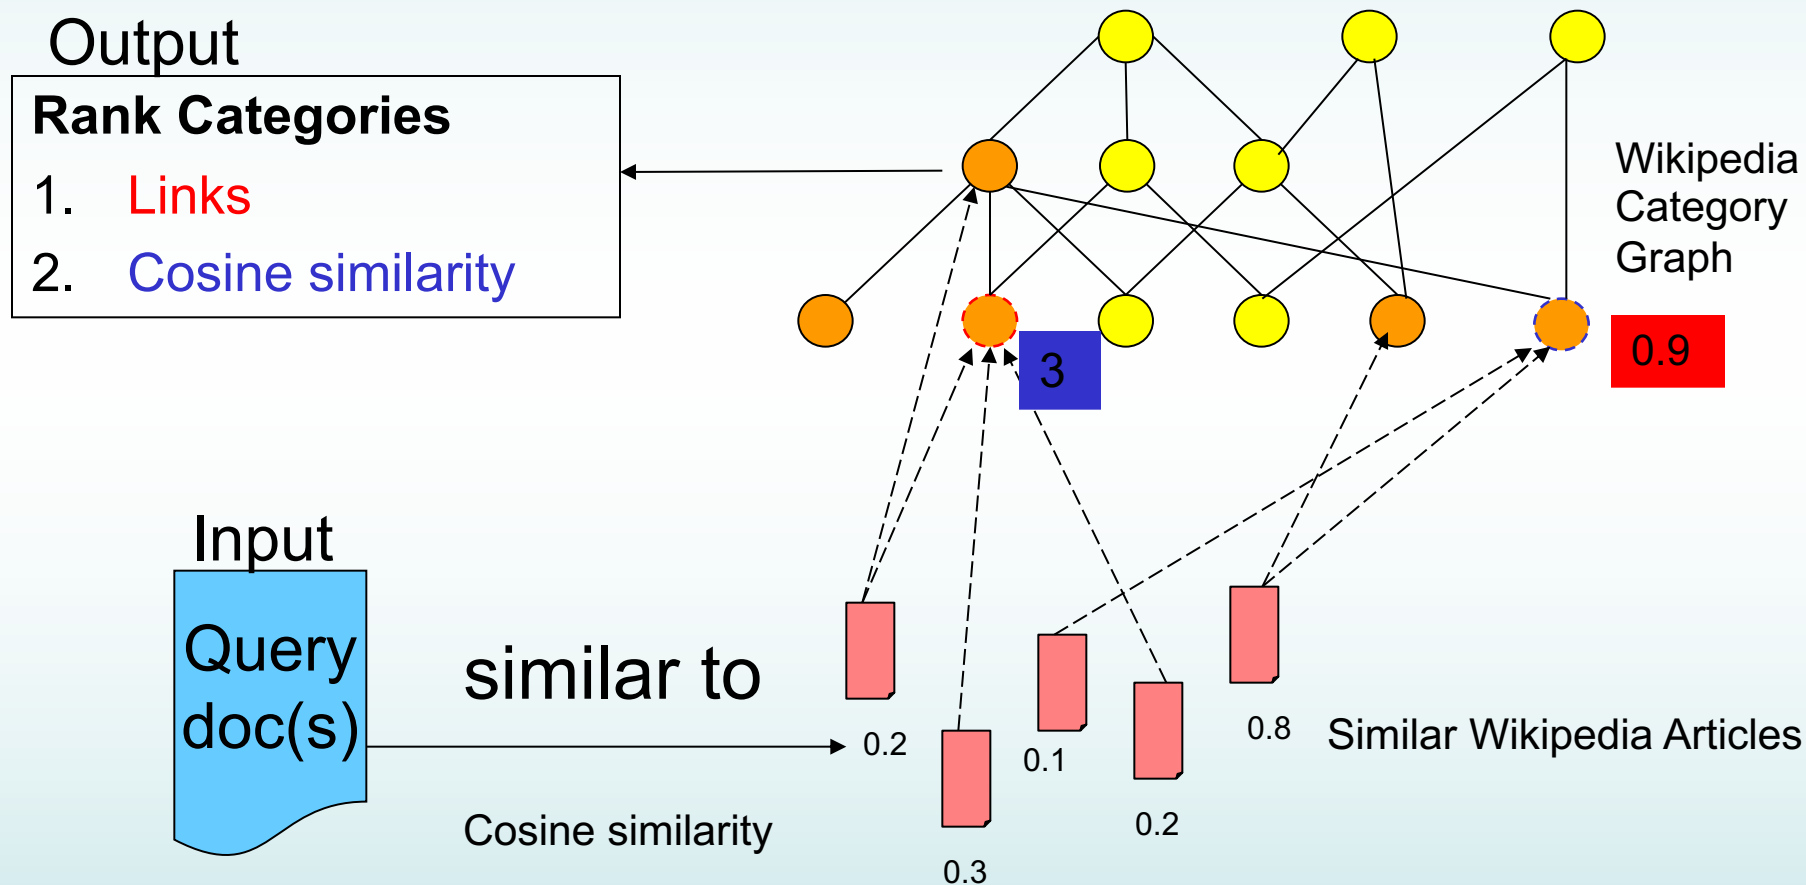 Output
Rank Categories
1. Links
2. Cosine similarity
Wikipedia
Category
Graph
3
0.9
Input
Query
doc(s)
similar to
Cosine similarity
0.2
0.3
0.1
0.2
0.8
Similar Wikipedia Articles